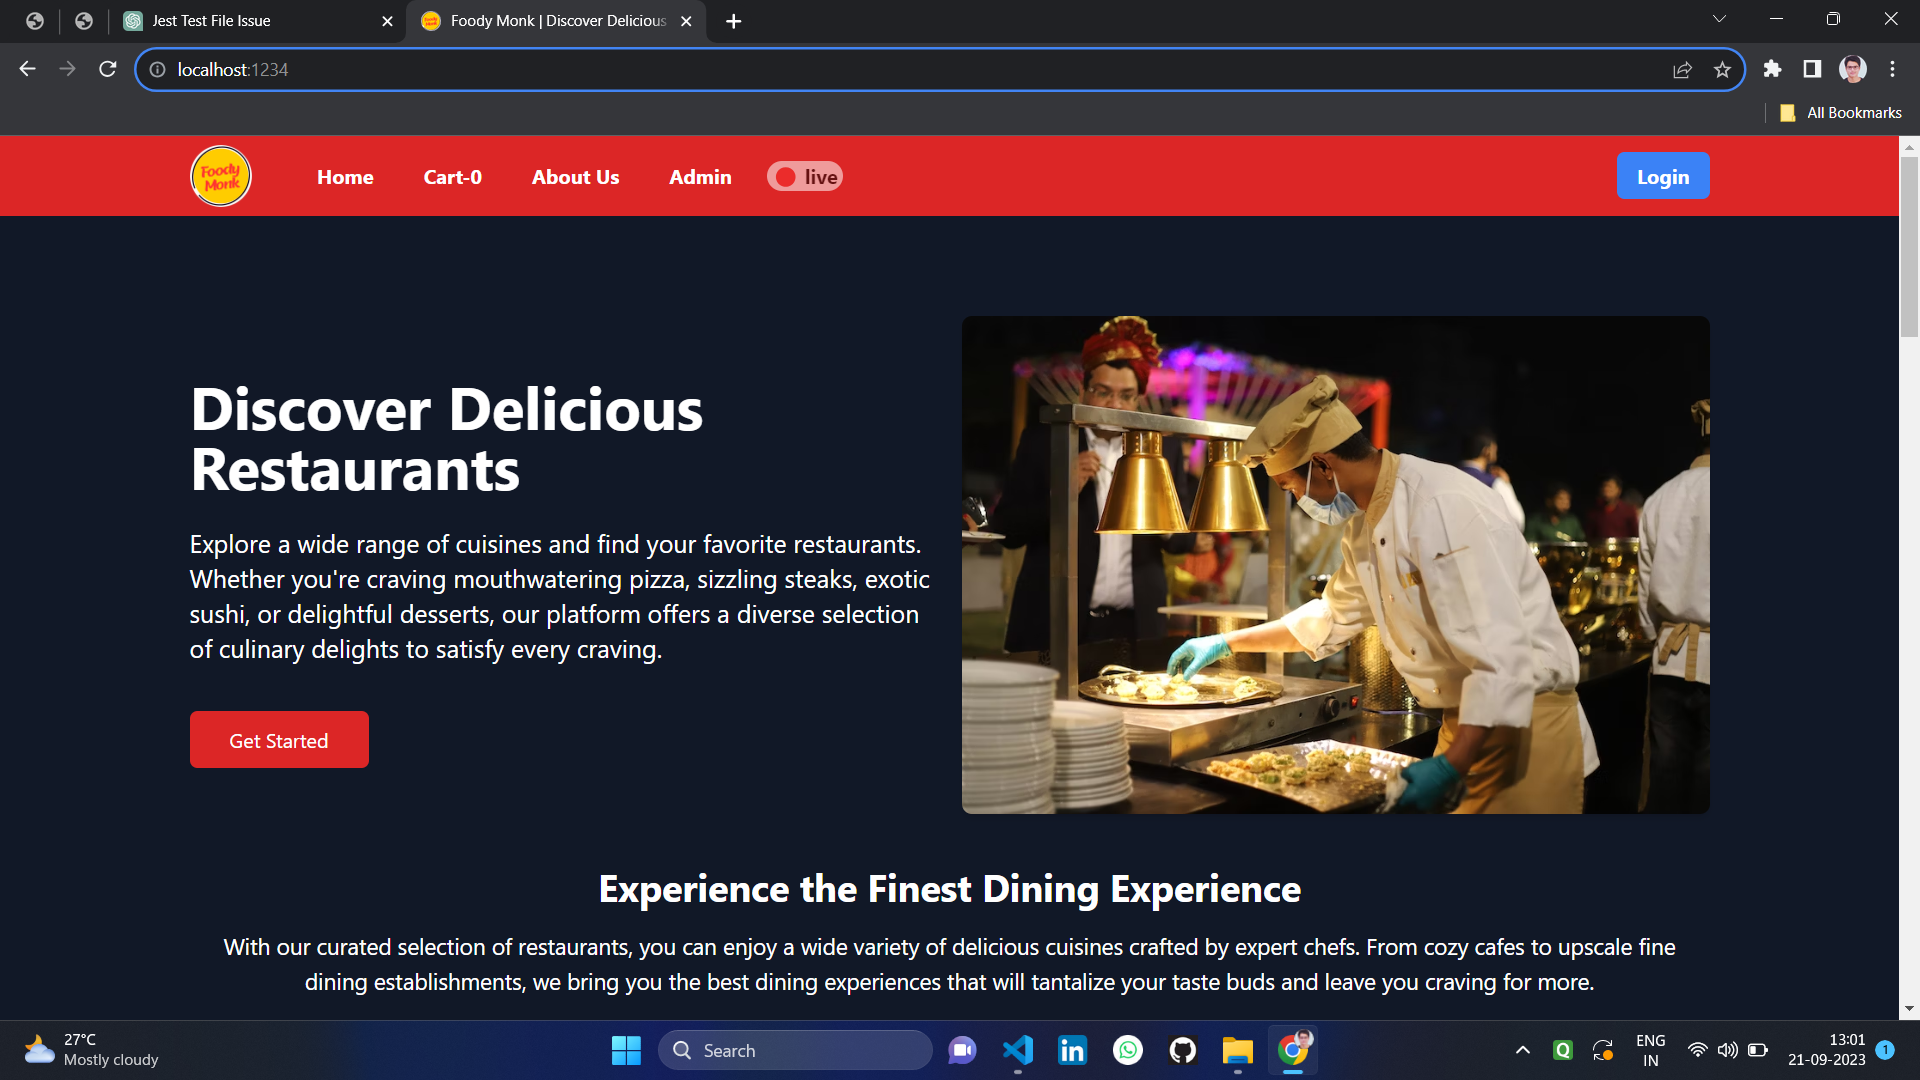 Jest Test File Issue
Foody Monk | Discover Delicious
localhost:1234
All Bookmarks
Foody
Monk
Home
Cart-0
About Us
Admin
live
Login
Discover Delicious
Restaurants
Explore a wide range of cuisines and find your favorite restaurants.
Whether you're craving mouthwatering pizza, sizzling steaks, exotic
sushi, or delightful desserts, our platform offers a diverse selection
of culinary delights to satisfy every craving.
Get Started
Experience the Finest Dining Experience
With our curated selection of restaurants, you can enjoy a wide variety of delicious cuisines crafted by expert chefs. From cozy cafes to upscale fine
dining establishments, we bring you the best dining experiences that will tantalize your taste buds and leave you craving for more.
27°C
Mostly cloudy
Search
in
Q
ENG
IN
13:01
21-09-2023
1